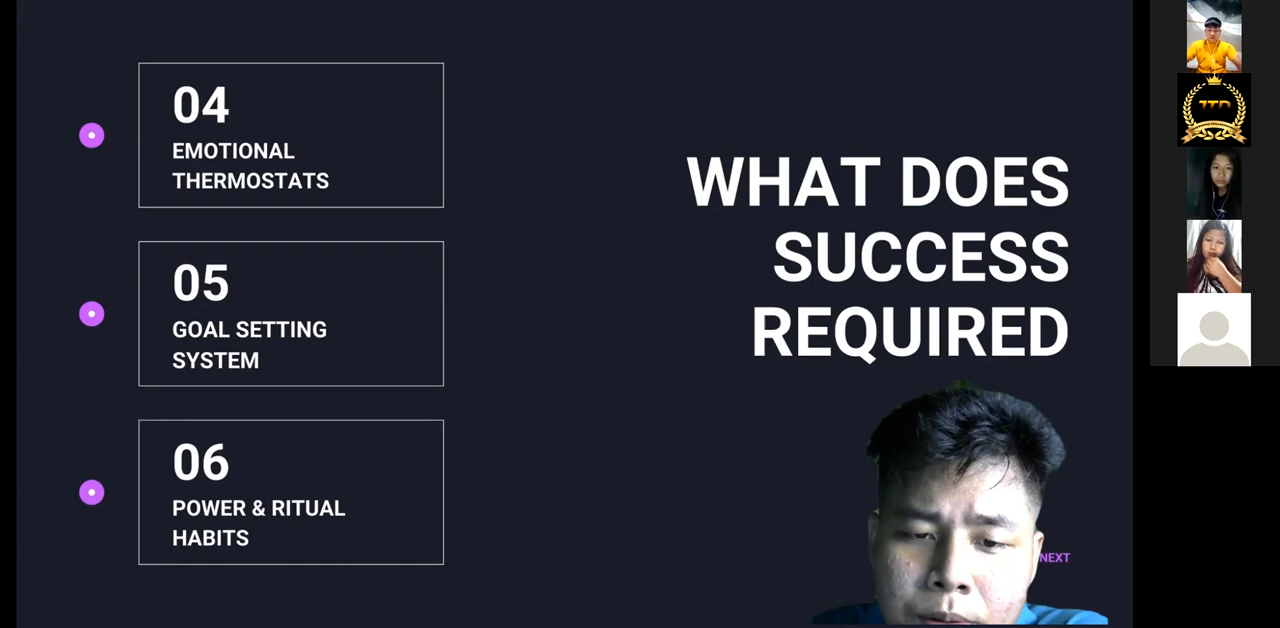 04
EMOTIONAL
THERMOSTATS
05
GOAL SETTING
SYSTEM
06
POWER & RITUAL
HABITS
WHAT DOES
SUCCESS
REQUIRED
NEXT